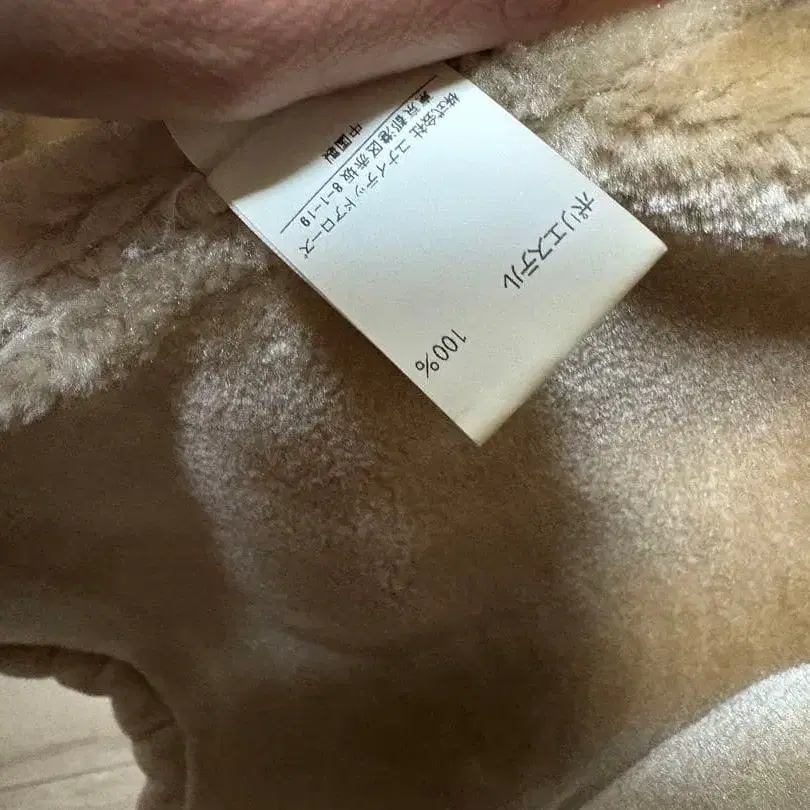 ポリエステル
100%
株式会社 ユナイテッドアローズ
東京都港区赤坂8-1-19
中国製